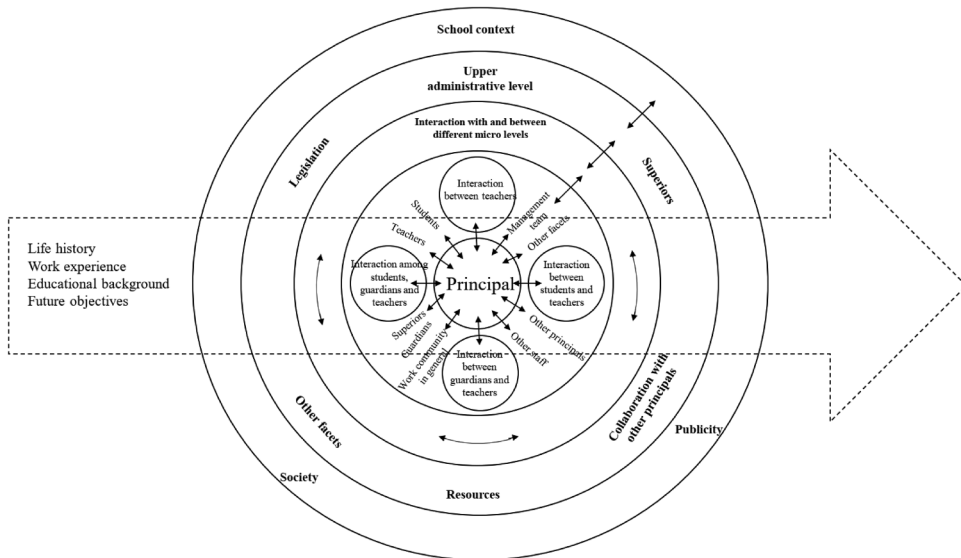 School context
Upper
administrative level
Interaction with and between
different micro levels
Legislation
Superiors
Interaction
between teachers
Students
Management
team
Teachers
Other facets
Life history
Work experience
Educational background
Future objectives
Interaction among
students,
guardians and
teachers
Principal
Interaction
between
students and
teachers
Superiors
Guardians
Work community
in general
Other principals
Other staff
Interaction
between
guardians and
teachers
Other facets
Collaboration with
other principals
Publicity
Society
Resources